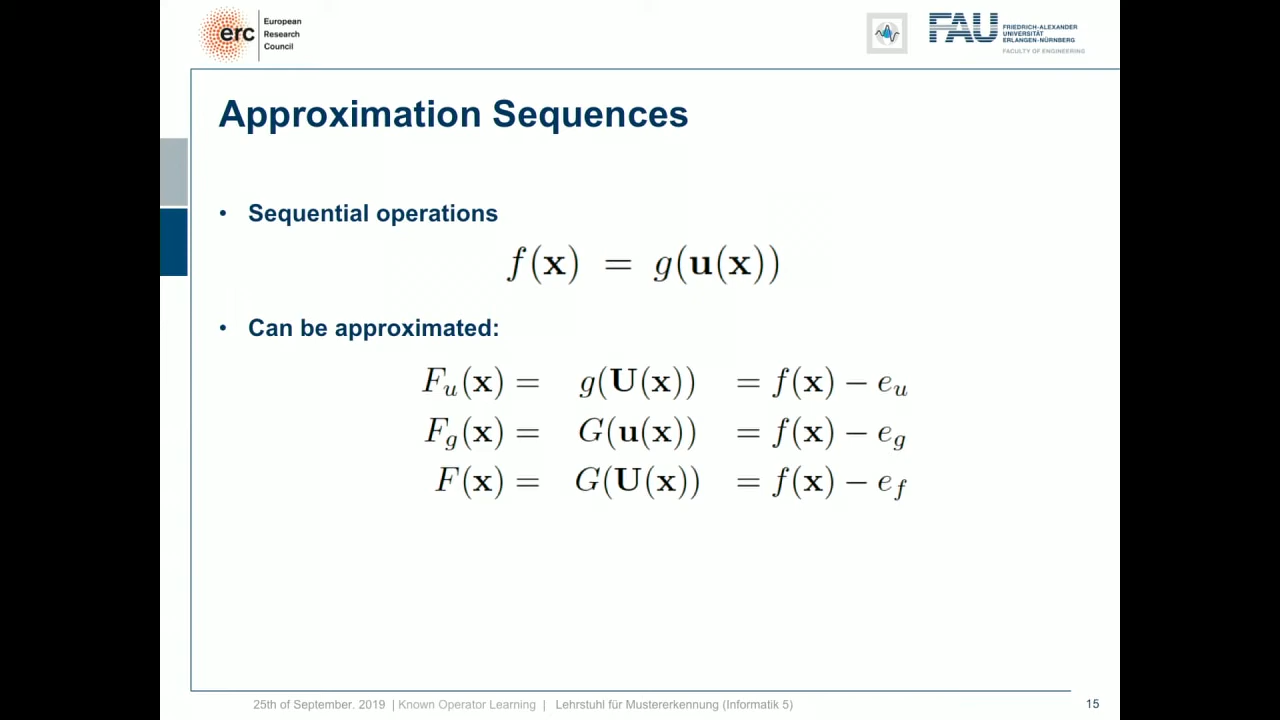 erc
European
Research
Council
FAU
FRIEDRICH-ALEXANDER
UNIVERSITÄT
ERLANGEN-NÜRNBERG
FACULTY OF ENGINEERING
Approximation Sequences
• Sequential operations
f(x) = g(u(x))
• Can be approximated:
F_u(x) = g(U(x)) = f(x) − e_u
F_g(x) = G(u(x)) = f(x) − e_g
F(x) = G(U(x)) = f(x) − e_f
25th of September. 2019 | Known Operator Learning | Lehrstuhl für Mustererkennung (Informatik 5) 15